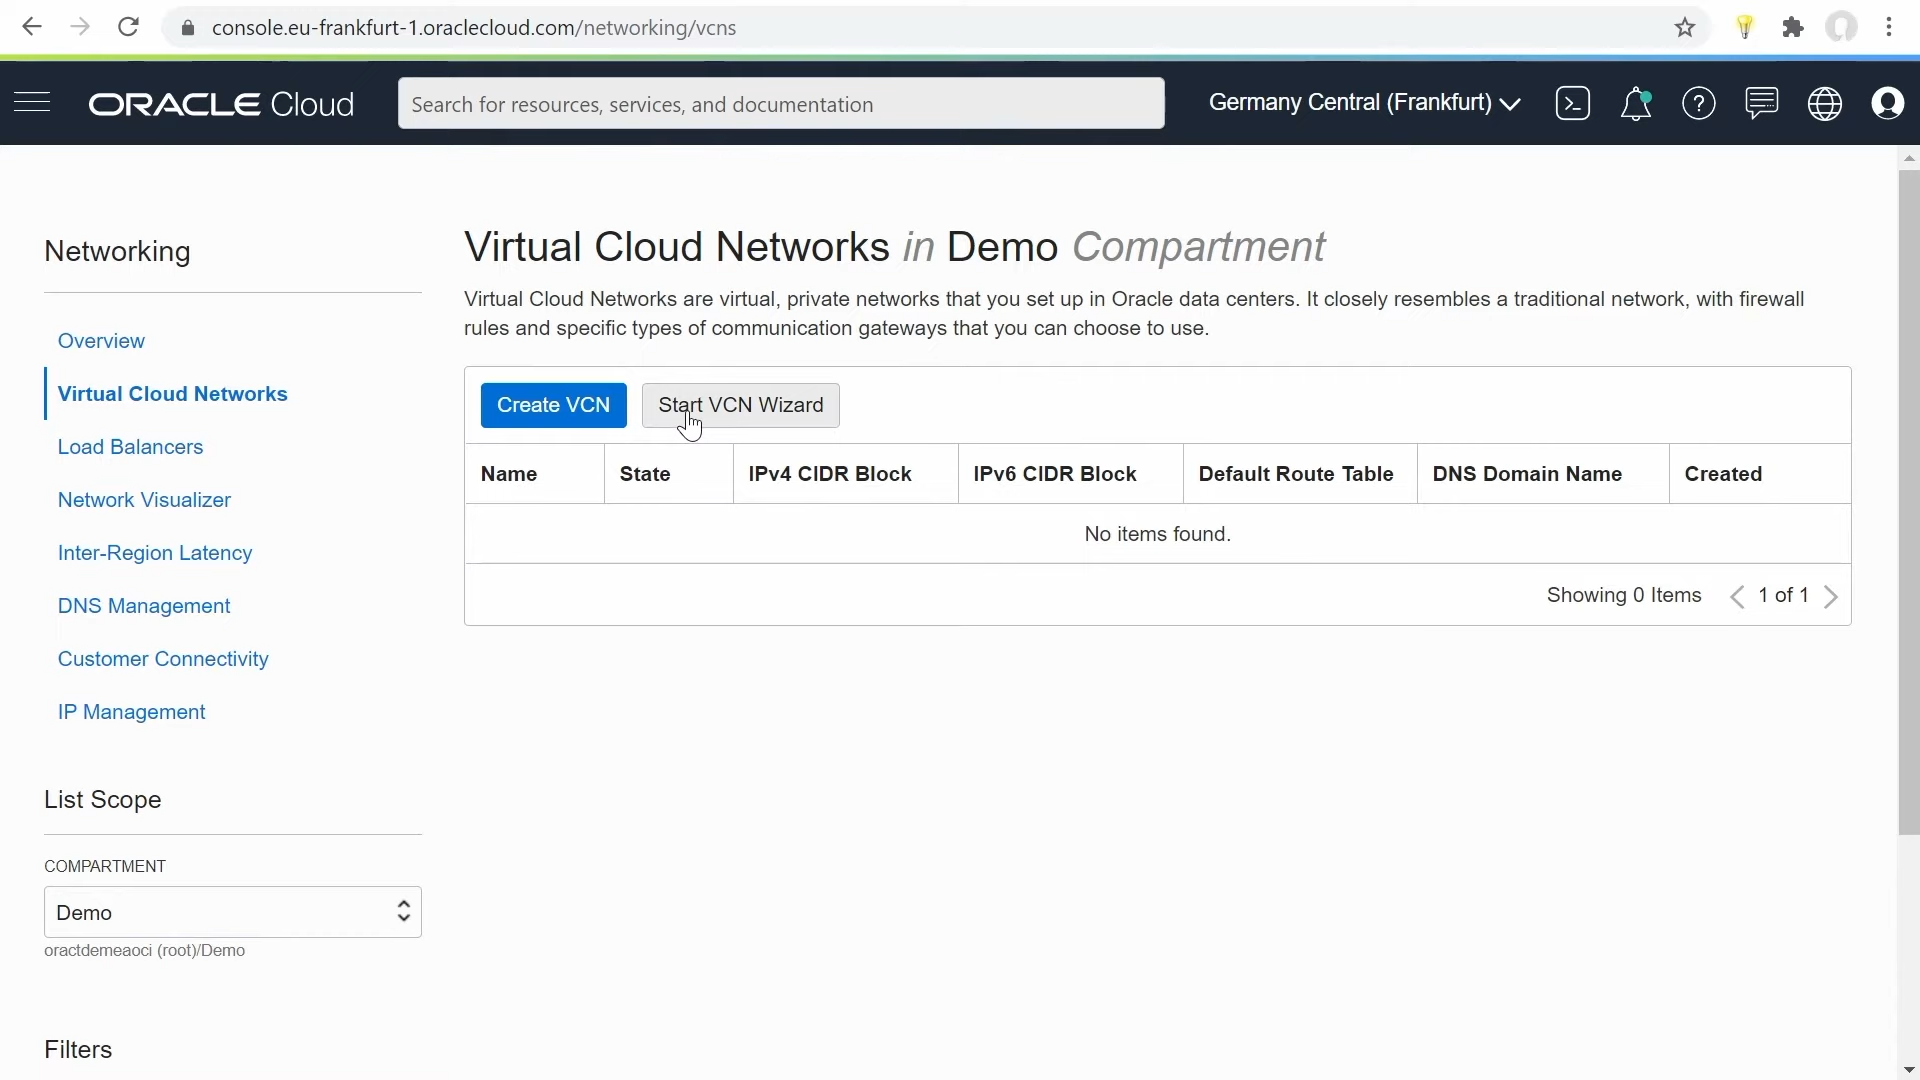 console.eu-frankfurt-1.oraclecloud.com/networking/vcns
ORACLE Cloud
Search for resources, services, and documentation
Germany Central (Frankfurt)
Networking
Overview
Virtual Cloud Networks
Load Balancers
Network Visualizer
Inter-Region Latency
DNS Management
Customer Connectivity
IP Management
List Scope
COMPARTMENT
Demo
oractdemeaoci (root)/Demo
Filters
Virtual Cloud Networks in Demo Compartment
Virtual Cloud Networks are virtual, private networks that you set up in Oracle data centers. It closely resembles a traditional network, with firewall
rules and specific types of communication gateways that you can choose to use.
Create VCN Start VCN Wizard
Name State IPv4 CIDR Block IPv6 CIDR Block Default Route Table DNS Domain Name Created
No items found.
Showing 0 Items 1 of 1